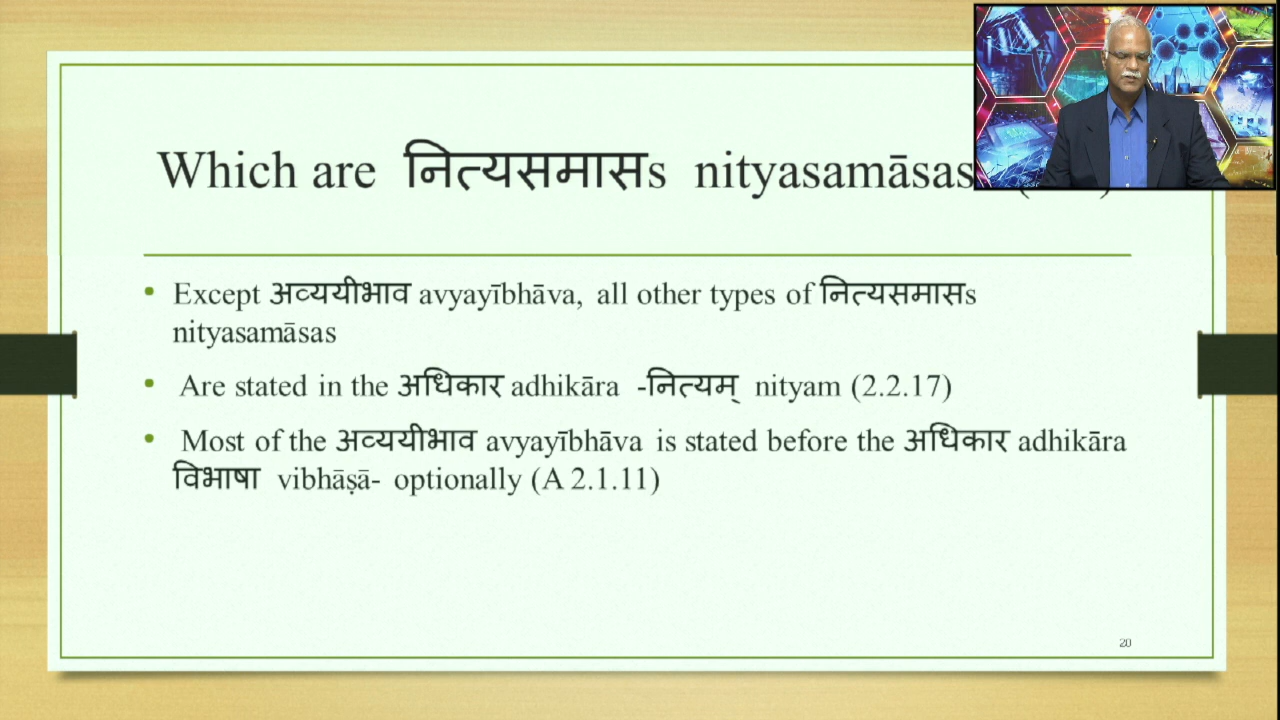 Which are नित्यसमासs nityasamāsas
Except अव्ययीभाव avyayībhāva, all other types of नित्यसमासs
nityasamāsas
Are stated in the अधिकार adhikāra -नित्यम् nityam (2.2.17)
Most of the अव्ययीभाव avyayībhāva is stated before the अधिकार adhikāra
विभाषा vibhāṣā- optionally (A 2.1.11)
20